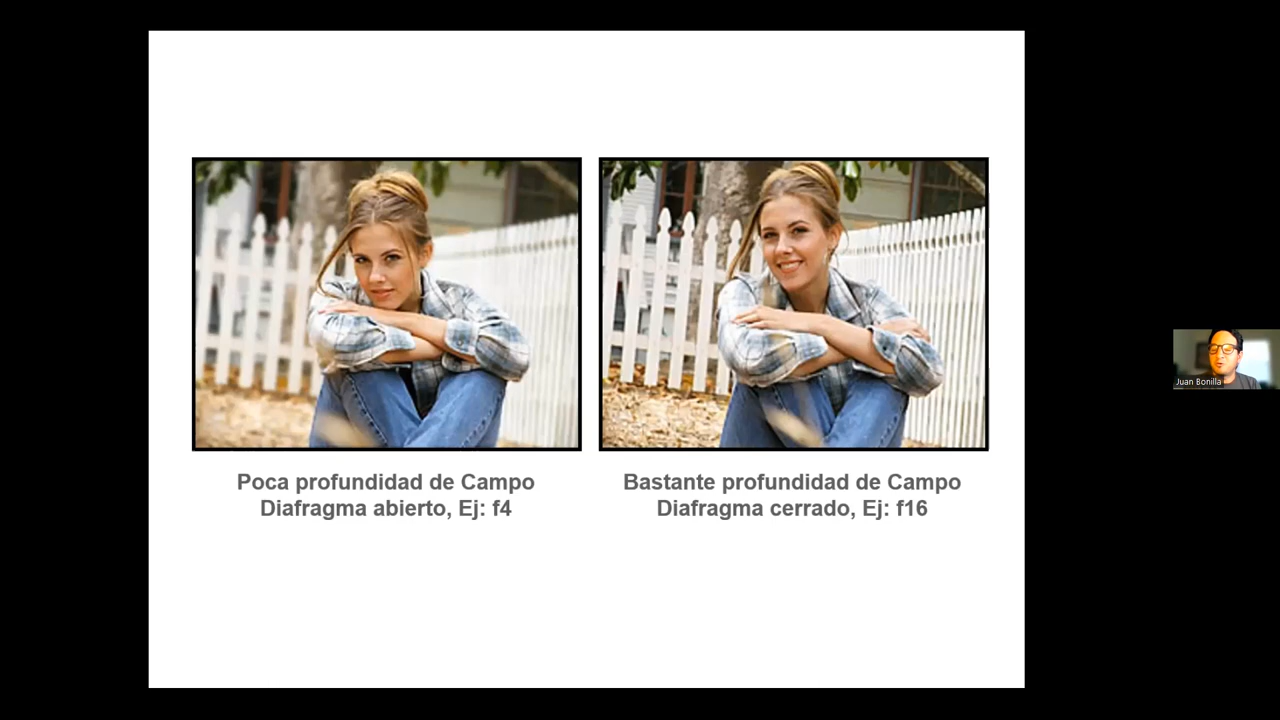 Poca profundidad de Campo
Diafragma abierto, Ej: f4
Bastante profundidad de Campo
Diafragma cerrado, Ej: f16
Juan Bonilla